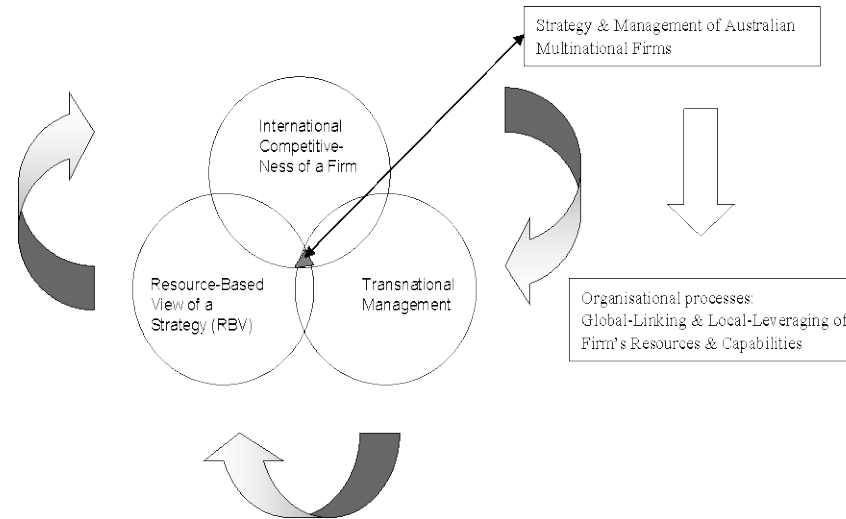 Strategy & Management of Australian
Multinational Firms
International
Competitive-
Ness of a Firm
Resource-Based
View of a
Strategy (RBV)
Transnational
Management
Organisational processes:
Global-Linking & Local-Leveraging of
Firm's Resources & Capabilities